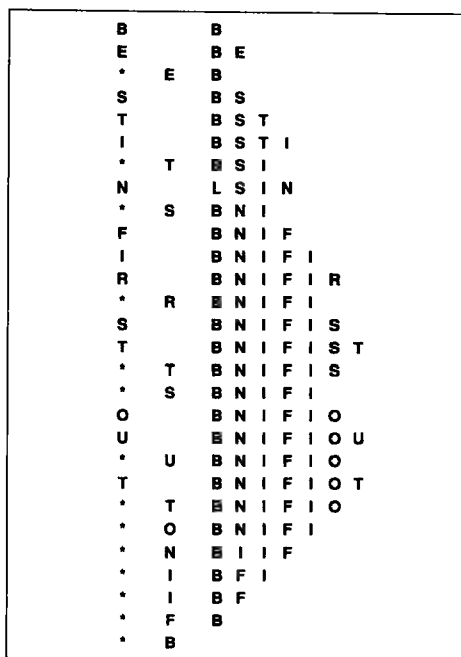 B B
E B E
* E B
S B S
T B S T
I B S T I
* T B S I
N L S I N
* S B N I
F B N I F
I B N I F I
R B N I F I R
* R B N I F I
S B N I F I S
T B N I F I S T
* T B N I F I S
* S B N I F I
O B N I F I O
U B N I F I O U
* U B N I F I O
T B N I F I O T
* T B N I F I O
* O B N I F I
* N B I I F
* I B F I
* I B F
* F B
* B